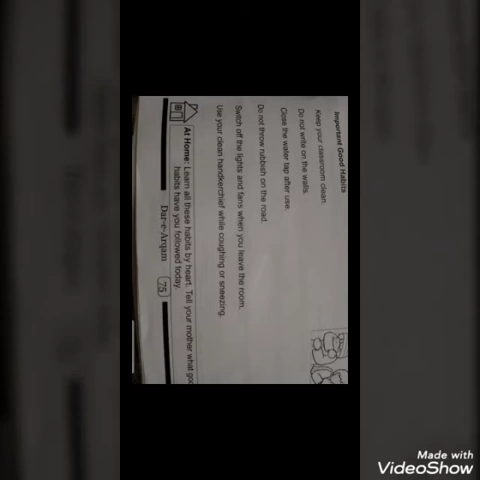 Important Good Habits
Keep your classroom clean.
Do not write on the walls.
Close the water tap after use.
Do not throw rubbish on the road.
Switch off the lights and fans when you leave the room.
Use your clean handkerchief while coughing or sneezing.
At Home: Learn all these habits by heart. Tell your mother what go
habits have you followed today.
Dar-e-Arqam 75
Made with
VideoShow